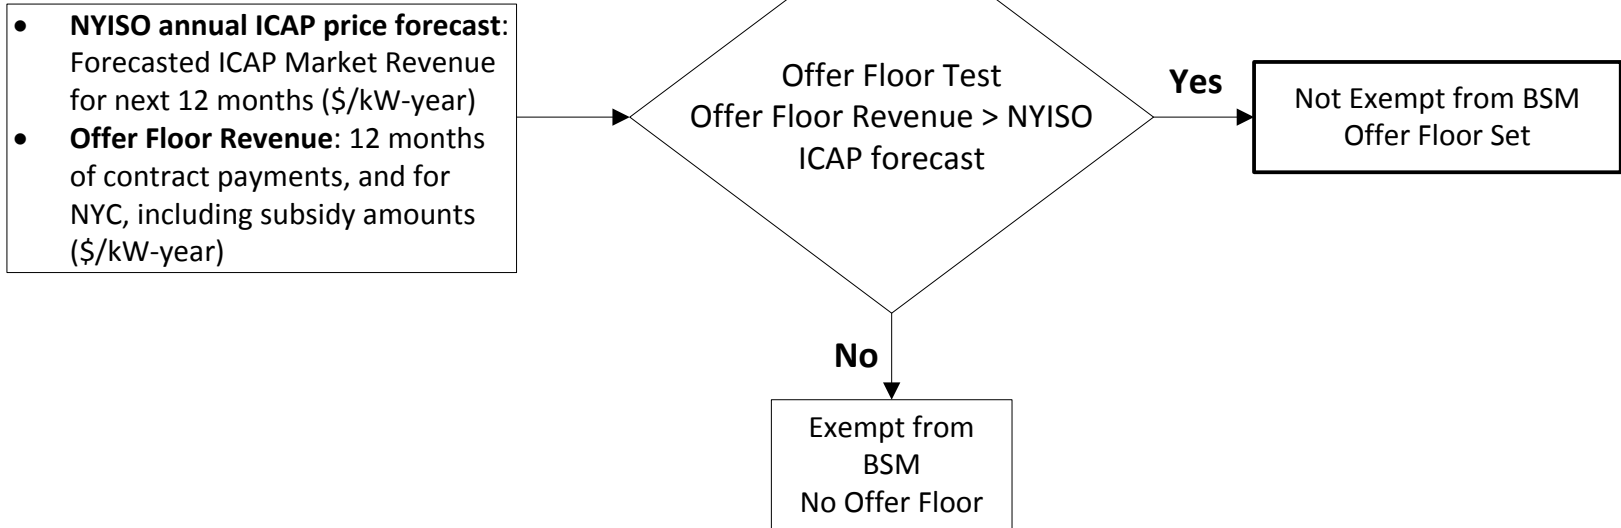 • NYISO annual ICAP price forecast:
Forecasted ICAP Market Revenue
for next 12 months ($/kW-year)
• Offer Floor Revenue: 12 months
of contract payments, and for
NYC, including subsidy amounts
($/kW-year)
Offer Floor Test
Offer Floor Revenue > NYISO
ICAP forecast
Yes
Not Exempt from BSM
Offer Floor Set
No
Exempt from
BSM
No Offer Floor